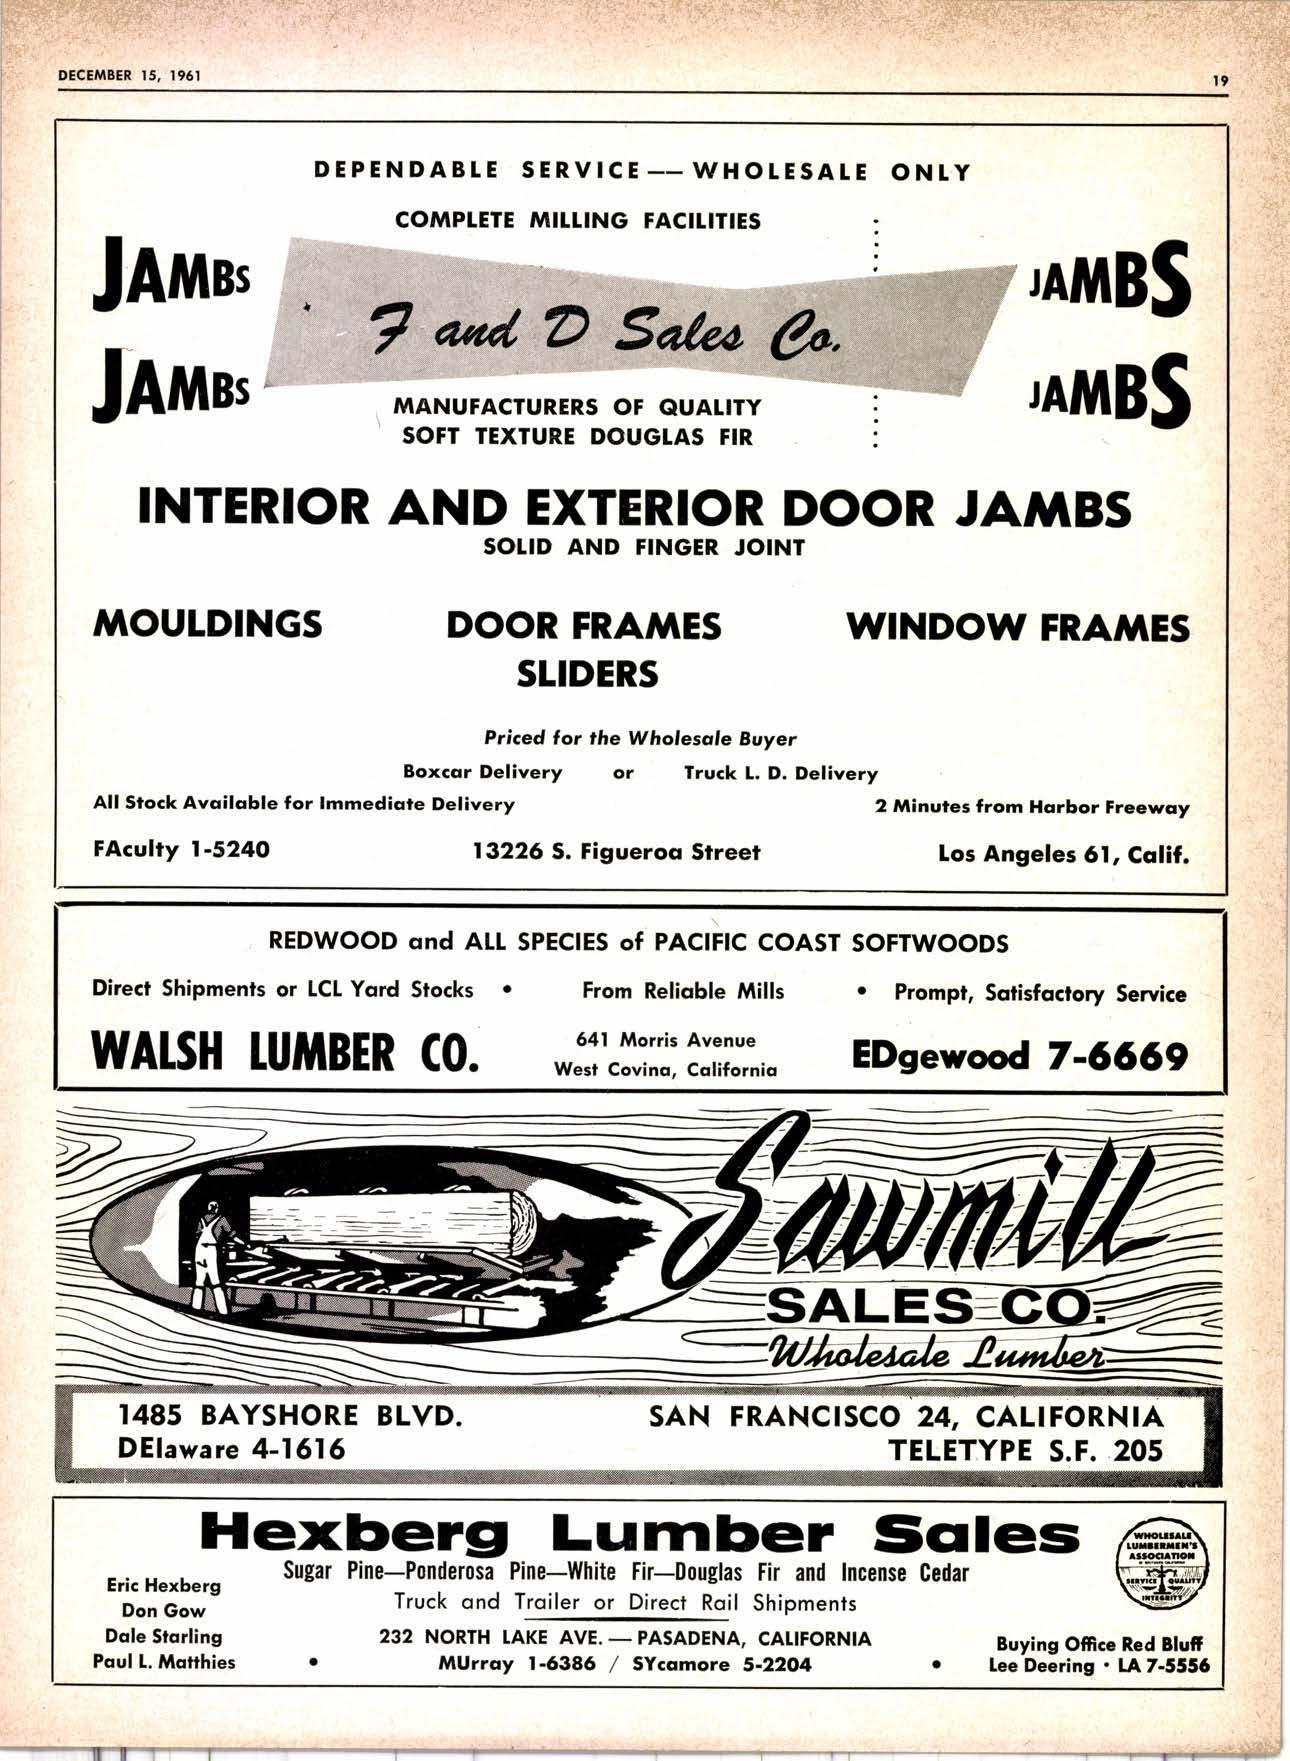 DECEMBER 15, 1961
19
DEPENDABLE SERVICE—— WHOLESALE ONLY
COMPLETE MILLING FACILITIES
JAMBS
JAMBS
F and D Sales Co.
JAMBS
JAMBS
MANUFACTURERS OF QUALITY
SOFT TEXTURE DOUGLAS FIR
INTERIOR AND EXTERIOR DOOR JAMBS
SOLID AND FINGER JOINT
MOULDINGS DOOR FRAMES WINDOW FRAMES
SLIDERS
Priced for the Wholesale Buyer
Boxcar Delivery or Truck L. D. Delivery
All Stock Available for Immediate Delivery 2 Minutes from Harbor Freeway
FAculty 1-5240 13226 S. Figueroa Street Los Angeles 61, Calif.
REDWOOD and ALL SPECIES of PACIFIC COAST SOFTWOODS
Direct Shipments or LCL Yard Stocks • From Reliable Mills • Prompt, Satisfactory Service
WALSH LUMBER CO.
641 Morris Avenue
West Covina, California
EDgewood 7-6669
Sawmill
SALES CO.
Wholesale Lumber
1485 BAYSHORE BLVD. SAN FRANCISCO 24, CALIFORNIA
DElaware 4-1616 TELETYPE S.F. 205
Hexberg Lumber Sales
Sugar Pine—Ponderosa Pine—White Fir—Douglas Fir and Incense Cedar
Truck and Trailer or Direct Rail Shipments
Eric Hexberg
Don Gow
Dale Starling
Paul L. Matthies
232 NORTH LAKE AVE. — PASADENA, CALIFORNIA
• MUrray 1-6386 / SYcamore 5-2204 •
WHOLESALE
LUMBERMEN'S
ASSOCIATION
SERVICE QUALITY
INTEGRITY
Buying Office Red Bluff
Lee Deering • LA 7-5556